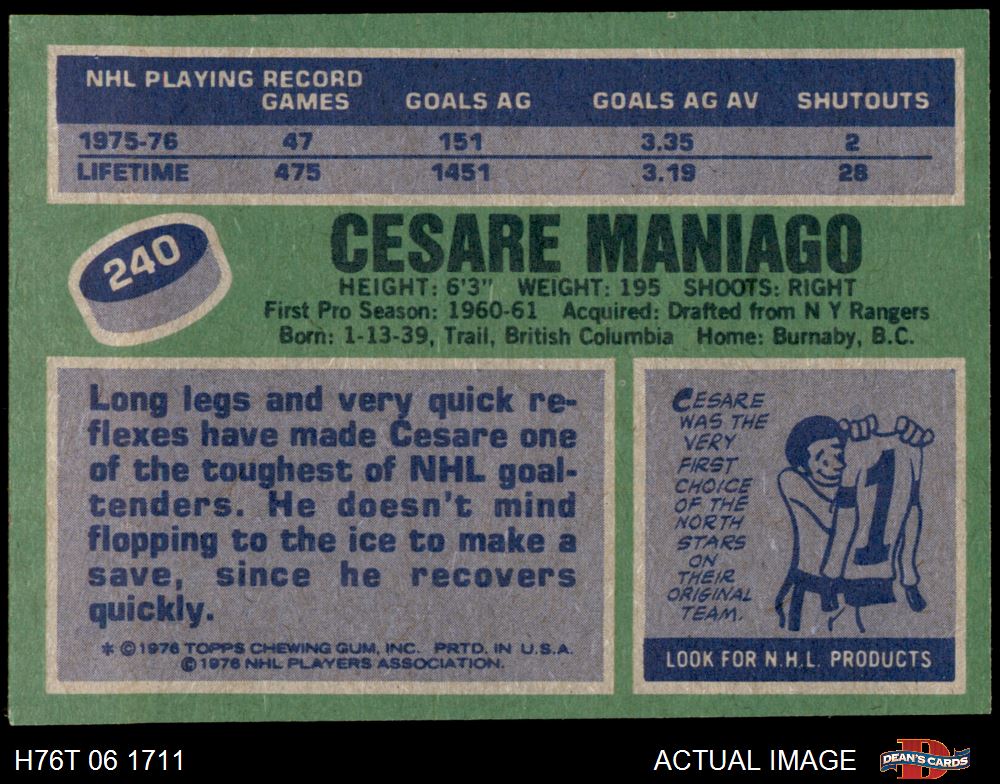 NHL PLAYING RECORD
GAMES GOALS AG GOALS AG AV SHUTOUTS
1975-76 47 151 3.35 2
LIFETIME 475 1451 3.19 28
240
CESARE MANIAGO
HEIGHT: 6'3" WEIGHT: 195 SHOOTS: RIGHT
First Pro Season: 1960-61 Acquired: Drafted from N Y Rangers
Born: 1-13-39, Trail, British Columbia Home: Burnaby, B.C.
Long legs and very quick re-
flexes have made Cesare one
of the toughest of NHL goal-
tenders. He doesn't mind
flopping to the ice to make a
save, since he recovers
quickly.
* ©1976 TOPPS CHEWING GUM, INC. PRTD. IN U.S.A.
©1976 NHL PLAYERS ASSOCIATION.
CESARE
WAS THE
VERY
FIRST
CHOICE
OF THE
NORTH
STARS
ON
THEIR
ORIGINAL
TEAM.
1
LOOK FOR N.H.L. PRODUCTS
H76T 06 1711
ACTUAL IMAGE
D
DEAN'S CARDS